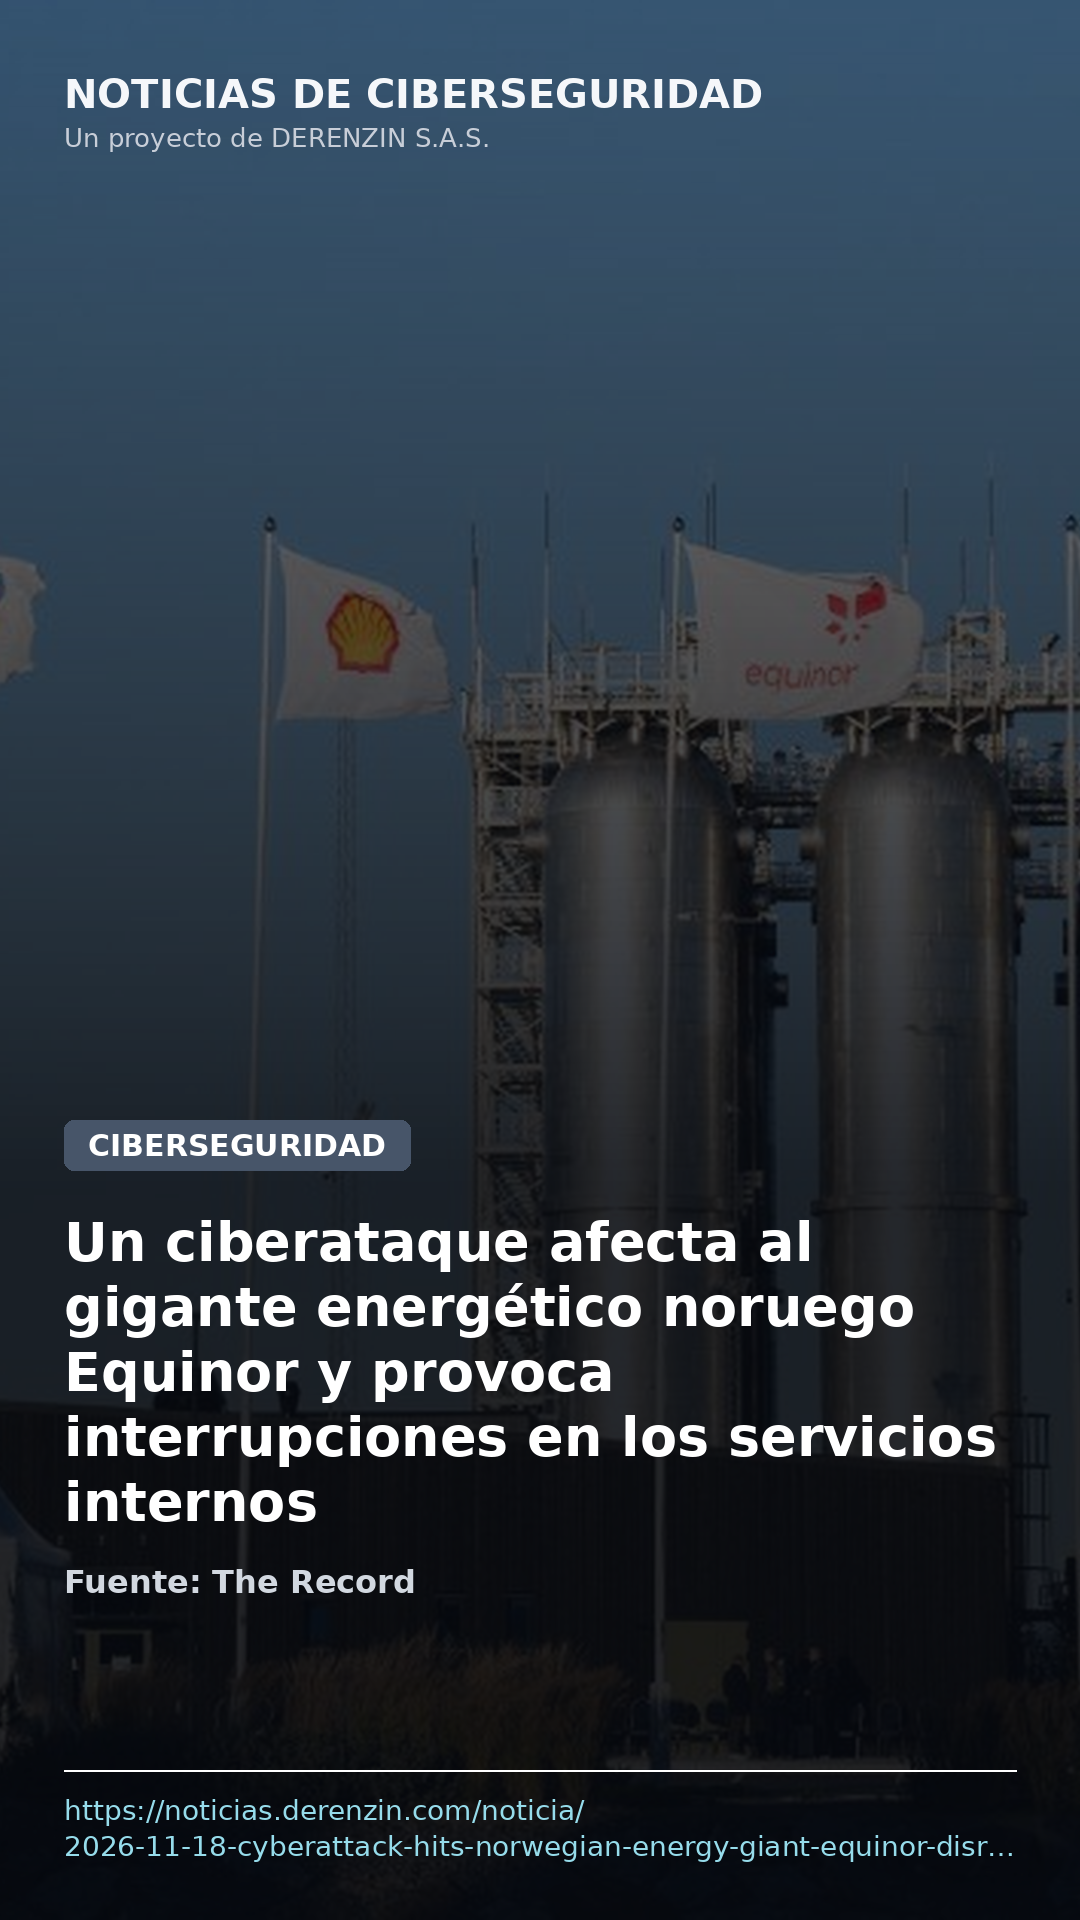 NOTICIAS DE CIBERSEGURIDAD
Un proyecto de DERENZIN S.A.S.
equinor
CIBERSEGURIDAD
Un ciberataque afecta al
gigante energético noruego
Equinor y provoca
interrupciones en los servicios
internos
Fuente: The Record
https://noticias.derenzin.com/noticia/
2026-11-18-cyberattack-hits-norwegian-energy-giant-equinor-disr…